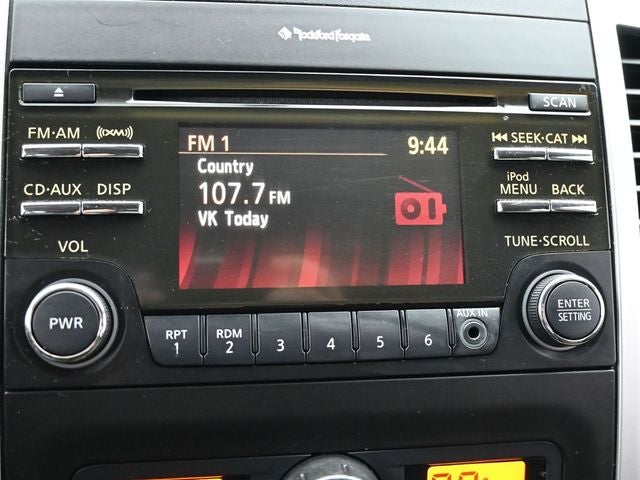 Rockford Fosgate
SCAN
FM·AM ((XM))
SEEK·CAT
CD·AUX DISP
iPod
MENU BACK
FM 1 9:44
Country
107.7 FM
VK Today
VOL
TUNE·SCROLL
PWR
ENTER
SETTING
RPT
1
RDM
2
3
4
5
6
AUX IN